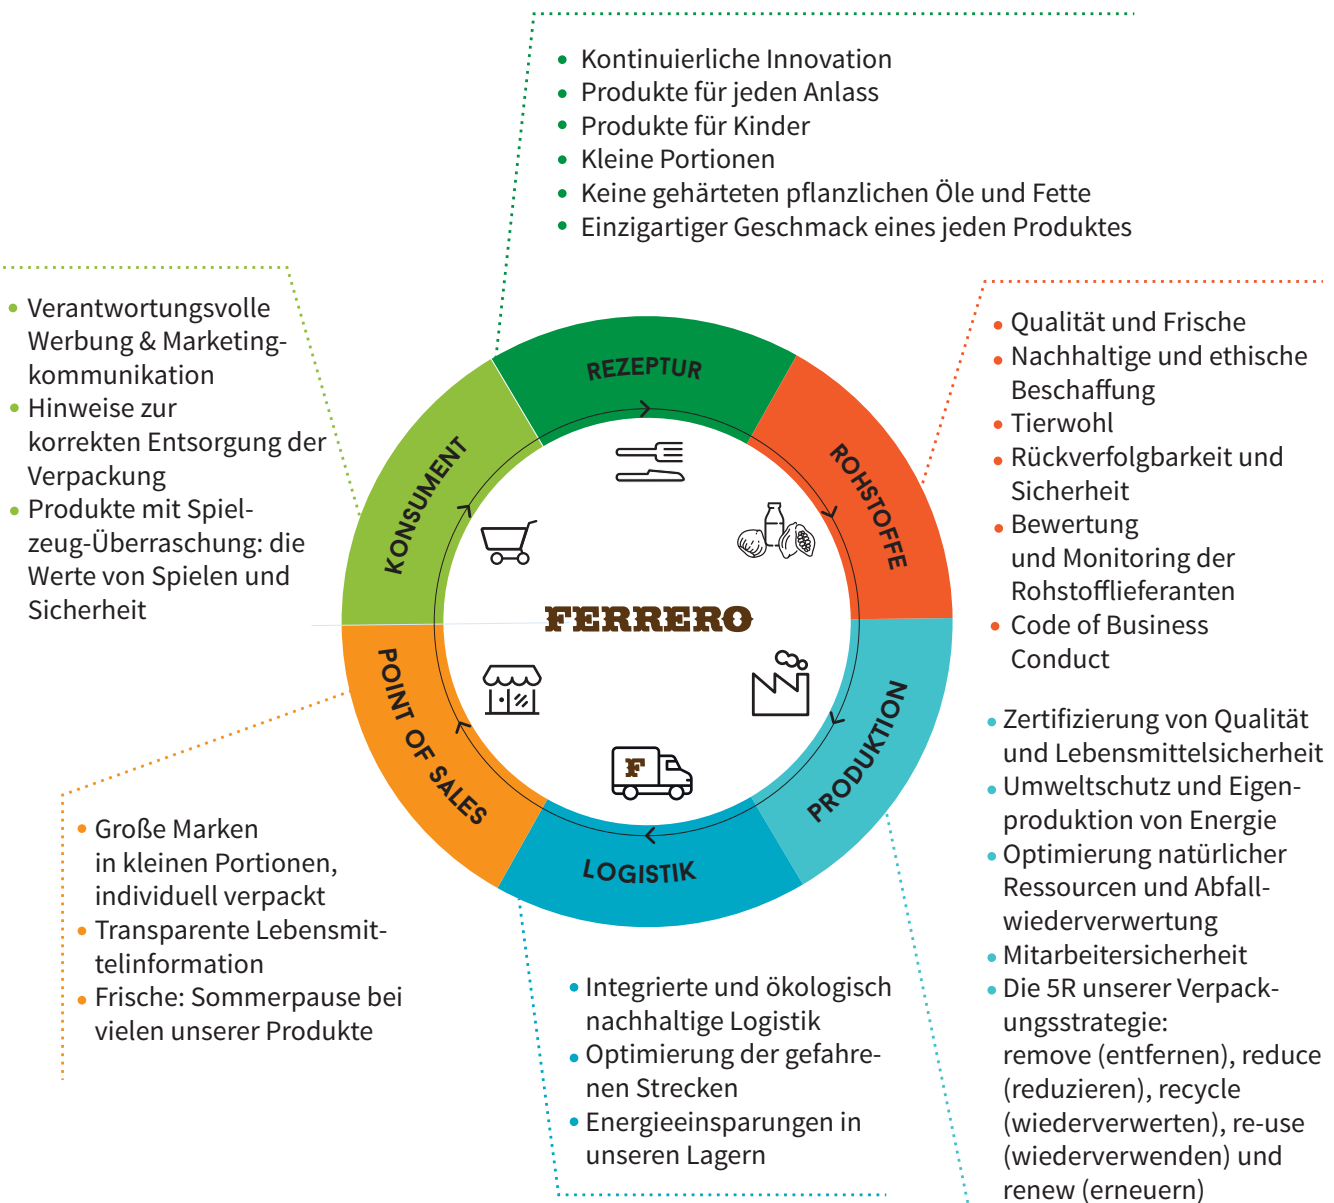 Kontinuierliche Innovation
Produkte für jeden Anlass
Produkte für Kinder
Kleine Portionen
Keine gehärteten pflanzlichen Öle und Fette
Einzigartiger Geschmack eines jeden Produktes
Verantwortungsvolle
Werbung & Marketing-
kommunikation
Hinweise zur
korrekten Entsorgung der
Verpackung
Produkte mit Spiel-
zeug-Überraschung: die
Werte von Spielen und
Sicherheit
REZEPTUR
ROHSTOFFE
PRODUKTION
LOGISTIK
POINT OF SALES
KONSUMENT
FERRERO
F
Qualität und Frische
Nachhaltige und ethische
Beschaffung
Tierwohl
Rückverfolgbarkeit und
Sicherheit
Bewertung
und Monitoring der
Rohstofflieferanten
Code of Business
Conduct
Zertifizierung von Qualität
und Lebensmittelsicherheit
Umweltschutz und Eigen-
produktion von Energie
Optimierung natürlicher
Ressourcen und Abfall-
wiederverwertung
Mitarbeitersicherheit
Die 5R unserer Verpack-
ungsstrategie:
remove (entfernen), reduce
(reduzieren), recycle
(wiederverwerten), re-use
(wiederverwenden) und
renew (erneuern)
Große Marken
in kleinen Portionen,
individuell verpackt
Transparente Lebensmit-
telinformation
Frische: Sommerpause bei
vielen unserer Produkte
Integrierte und ökologisch
nachhaltige Logistik
Optimierung der gefahre-
nen Strecken
Energieeinsparungen in
unseren Lagern